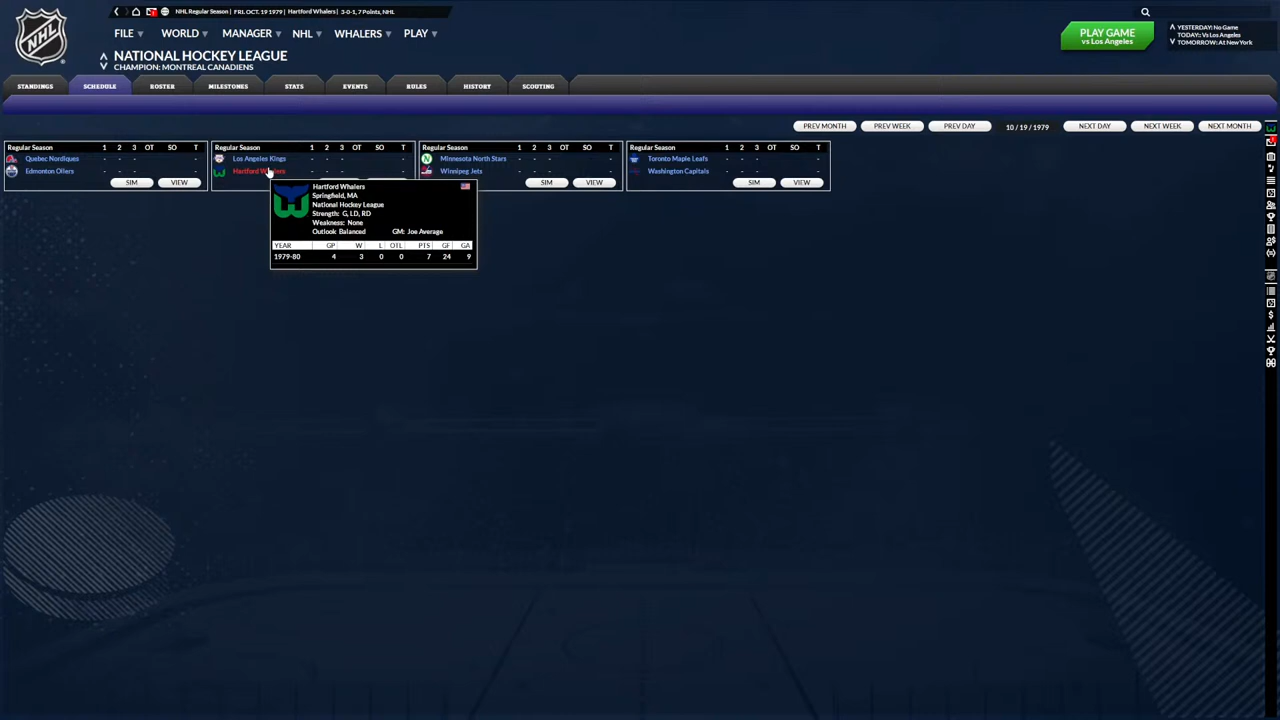 NHL Regular Season | FRI. OCT. 19 1979 | Hartford Whalers | 3-0-1, 7 Points, NHL
NHL
FILE WORLD MANAGER NHL WHALERS PLAY
PLAY GAME
vs Los Angeles
YESTERDAY: No Game
TODAY: Vs Los Angeles
TOMORROW: At New York
NATIONAL HOCKEY LEAGUE
CHAMPION: MONTREAL CANADIENS
STANDINGS SCHEDULE ROSTER MILESTONES STATS EVENTS RULES HISTORY SCOUTING
PREV MONTH PREV WEEK PREV DAY 10 / 19 / 1979 NEXT DAY NEXT WEEK NEXT MONTH
Regular Season 1 2 3 OT SO T
Quebec Nordiques - - - -
Edmonton Oilers - - - -
SIM VIEW
Regular Season 1 2 3 OT SO T
Los Angeles Kings - - - -
Hartford Whalers - - - -
Regular Season 1 2 3 OT SO T
Minnesota North Stars - - - -
Winnipeg Jets - - - -
SIM VIEW
Regular Season 1 2 3 OT SO T
Toronto Maple Leafs - - - -
Washington Capitals - - - -
SIM VIEW
Hartford Whalers
Springfield, MA
National Hockey League
Strength: G, LD, RD
Weakness: None
Outlook Balanced GM: Joe Average
YEAR GP W L OTL PTS GF GA
1979-80 4 3 0 0 7 24 9